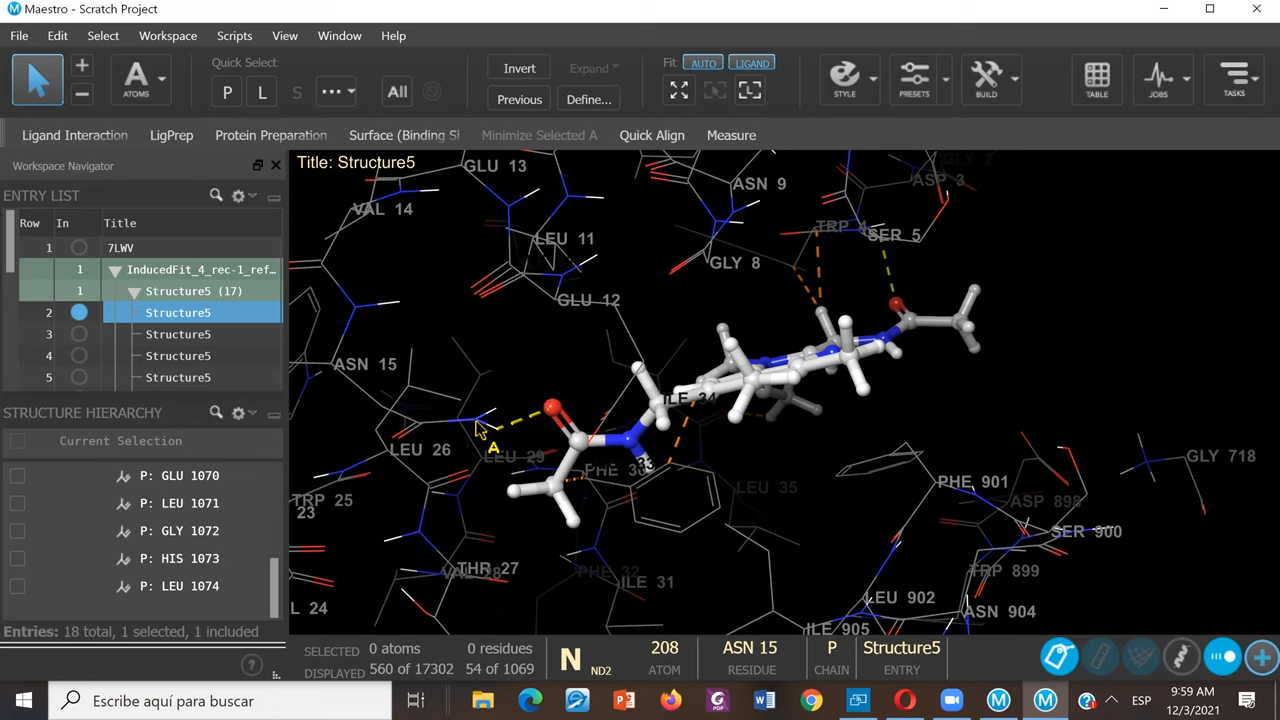 Maestro - Scratch Project
File Edit Select Workspace Scripts View Window Help
ATOMS
Quick Select:
P L S ... All
Invert
Previous
Expand
Define...
Fit: AUTO LIGAND
STYLE
PRESETS
BUILD
TABLE
JOBS
TASKS
Ligand Interaction LigPrep Protein Preparation Surface (Binding Si Minimize Selected A Quick Align Measure
Workspace Navigator
ENTRY LIST
Row In Title
1 7LWV
1 InducedFit_4_rec-1_ref...
1 Structure5 (17)
2 Structure5
3 Structure5
4 Structure5
5 Structure5
STRUCTURE HIERARCHY
Current Selection
P: GLU 1070
P: LEU 1071
P: GLY 1072
P: HIS 1073
P: LEU 1074
Entries: 18 total, 1 selected, 1 included
Title: Structure5
GLU 13
ASN 9
ASP 3
VAL 14
LEU 11
TRP 4
SER 5
GLY 8
GLU 12
ASN 15
ILE 34
A
LEU 26
LEU 29
PHE 30
33
LEU 35
GLY 718
PHE 901
ASP 898
TRP 25
23
SER 900
THR 27
VAL 28
PHE 32
ILE 31
TRP 899
LEU 902
ASN 904
VAL 24
ILE 905
SELECTED 0 atoms 0 residues
DISPLAYED 560 of 17302 54 of 1069
N ND2
208 ATOM
ASN 15 RESIDUE
P CHAIN
Structure5 ENTRY
Escribe aquí para buscar
ESP
9:59 AM
12/3/2021